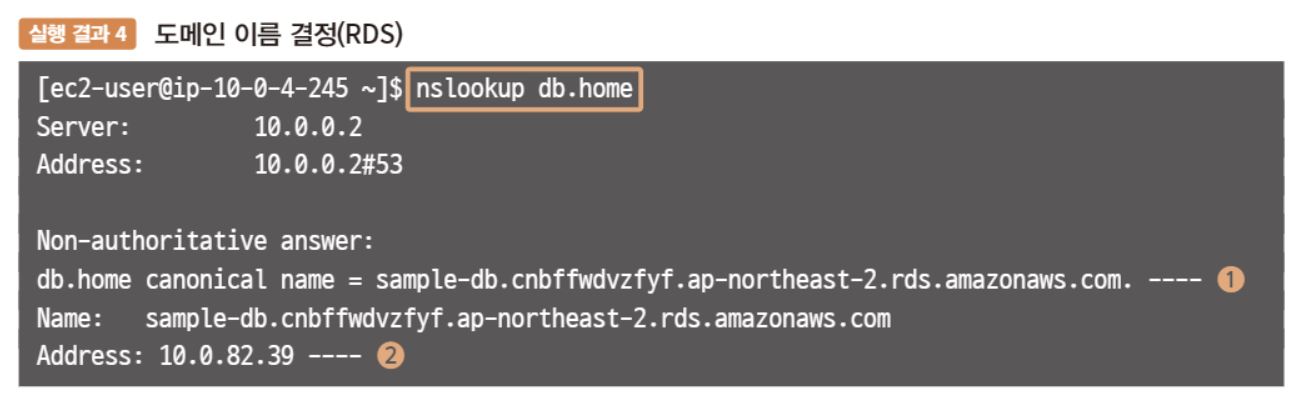 실행 결과 4 도메인 이름 결정(RDS)
[ec2-user@ip-10-0-4-245 ~]$ nslookup db.home
Server: 10.0.0.2
Address: 10.0.0.2#53
Non-authoritative answer:
db.home canonical name = sample-db.cnbffwdvzfyf.ap-northeast-2.rds.amazonaws.com. ---- 1
Name: sample-db.cnbffwdvzfyf.ap-northeast-2.rds.amazonaws.com
Address: 10.0.82.39 ---- 2